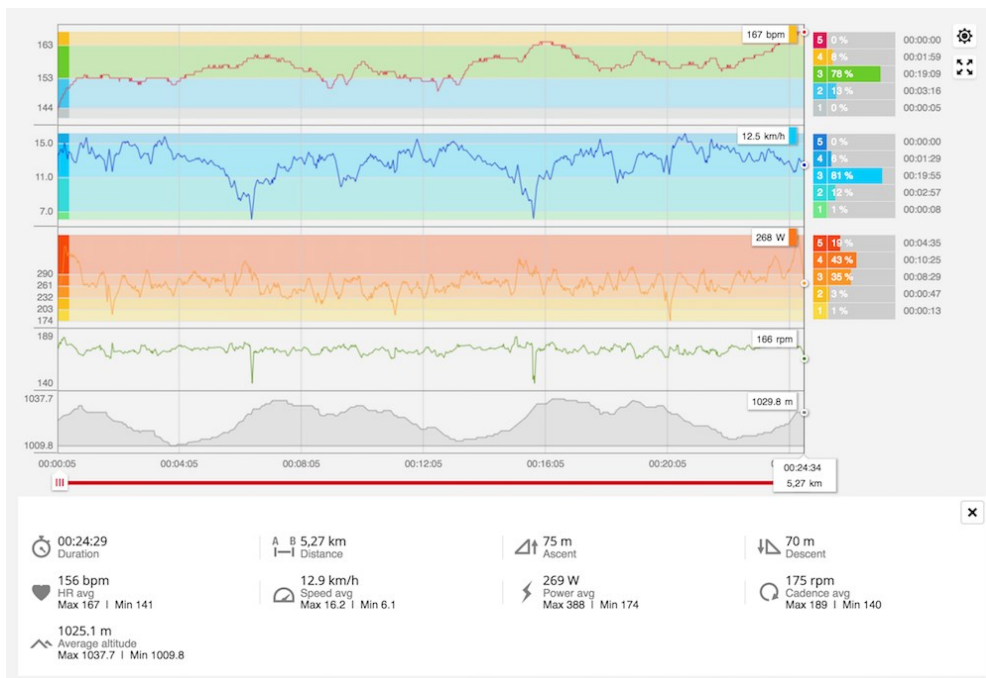 163
153
144
167 bpm
5 0 % 00:00:00
4 8 % 00:01:59
3 78 % 00:19:09
2 13 % 00:03:16
1 0 % 00:00:05
15.0
11.0
7.0
12.5 km/h
5 0 % 00:00:00
4 6 % 00:01:29
3 81 % 00:19:55
2 12 % 00:02:57
1 1 % 00:00:08
290
261
232
203
174
268 W
5 19 % 00:04:35
4 43 % 00:10:25
3 35 % 00:08:29
2 3 % 00:00:47
1 1 % 00:00:13
189
140
166 rpm
1037.7
1009.8
1029.8 m
00:00:05 00:04:05 00:08:05 00:12:05 00:16:05 00:20:05
00:24:34
5,27 km
00:24:29
Duration
A B 5,27 km
Distance
75 m
Ascent
70 m
Descent
156 bpm
HR avg
Max 167 | Min 141
12.9 km/h
Speed avg
Max 16.2 | Min 6.1
269 W
Power avg
Max 388 | Min 174
175 rpm
Cadence avg
Max 189 | Min 140
1025.1 m
Average altitude
Max 1037.7 | Min 1009.8